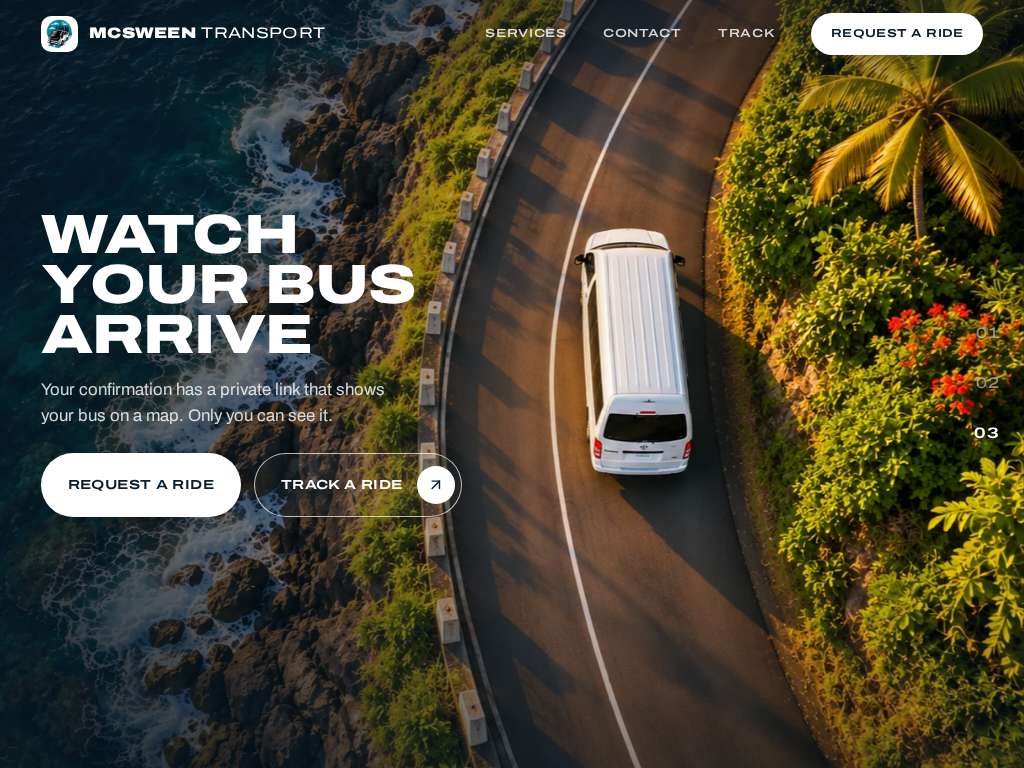 MCSWEEN TRANSPORT
SERVICES
CONTACT
TRACK
REQUEST A RIDE
WATCH
YOUR BUS
ARRIVE
Your confirmation has a private link that shows
your bus on a map. Only you can see it.
REQUEST A RIDE
TRACK A RIDE
01
02
03